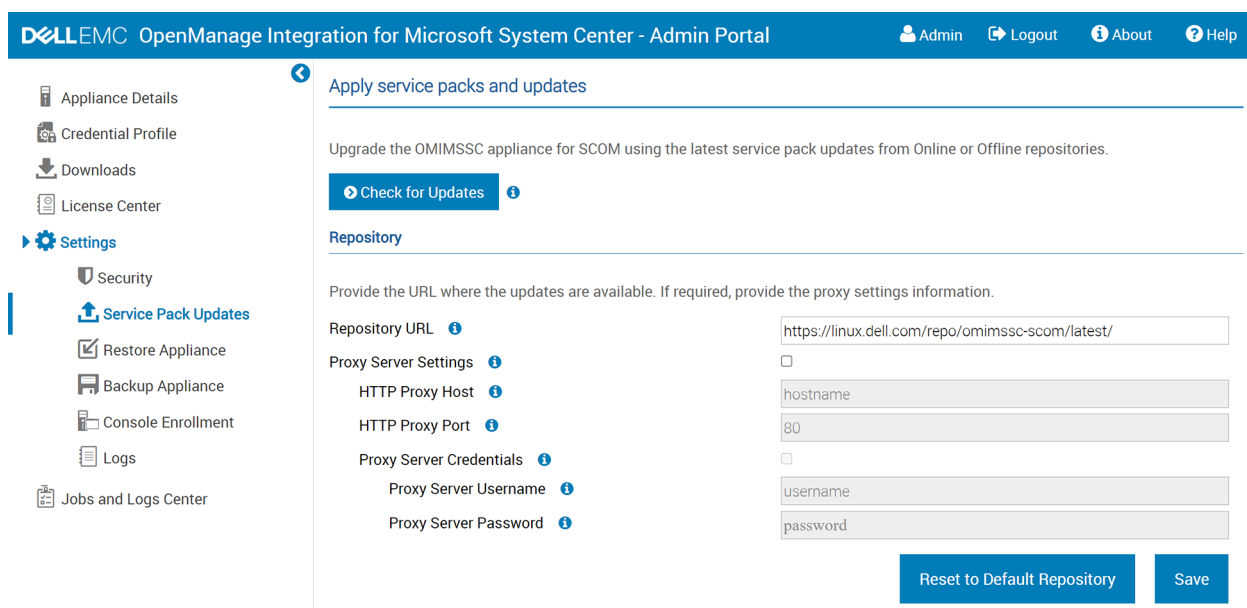 DELLEMC OpenManage Integration for Microsoft System Center - Admin Portal Admin Logout About Help
Appliance Details
Credential Profile
Downloads
License Center
Settings
Security
Service Pack Updates
Restore Appliance
Backup Appliance
Console Enrollment
Logs
Jobs and Logs Center
Apply service packs and updates
Upgrade the OMIMSSC appliance for SCOM using the latest service pack updates from Online or Offline repositories.
Check for Updates
Repository
Provide the URL where the updates are available. If required, provide the proxy settings information.
Repository URL https://linux.dell.com/repo/omimssc-scom/latest/
Proxy Server Settings
HTTP Proxy Host hostname
HTTP Proxy Port 80
Proxy Server Credentials
Proxy Server Username username
Proxy Server Password password
Reset to Default Repository Save